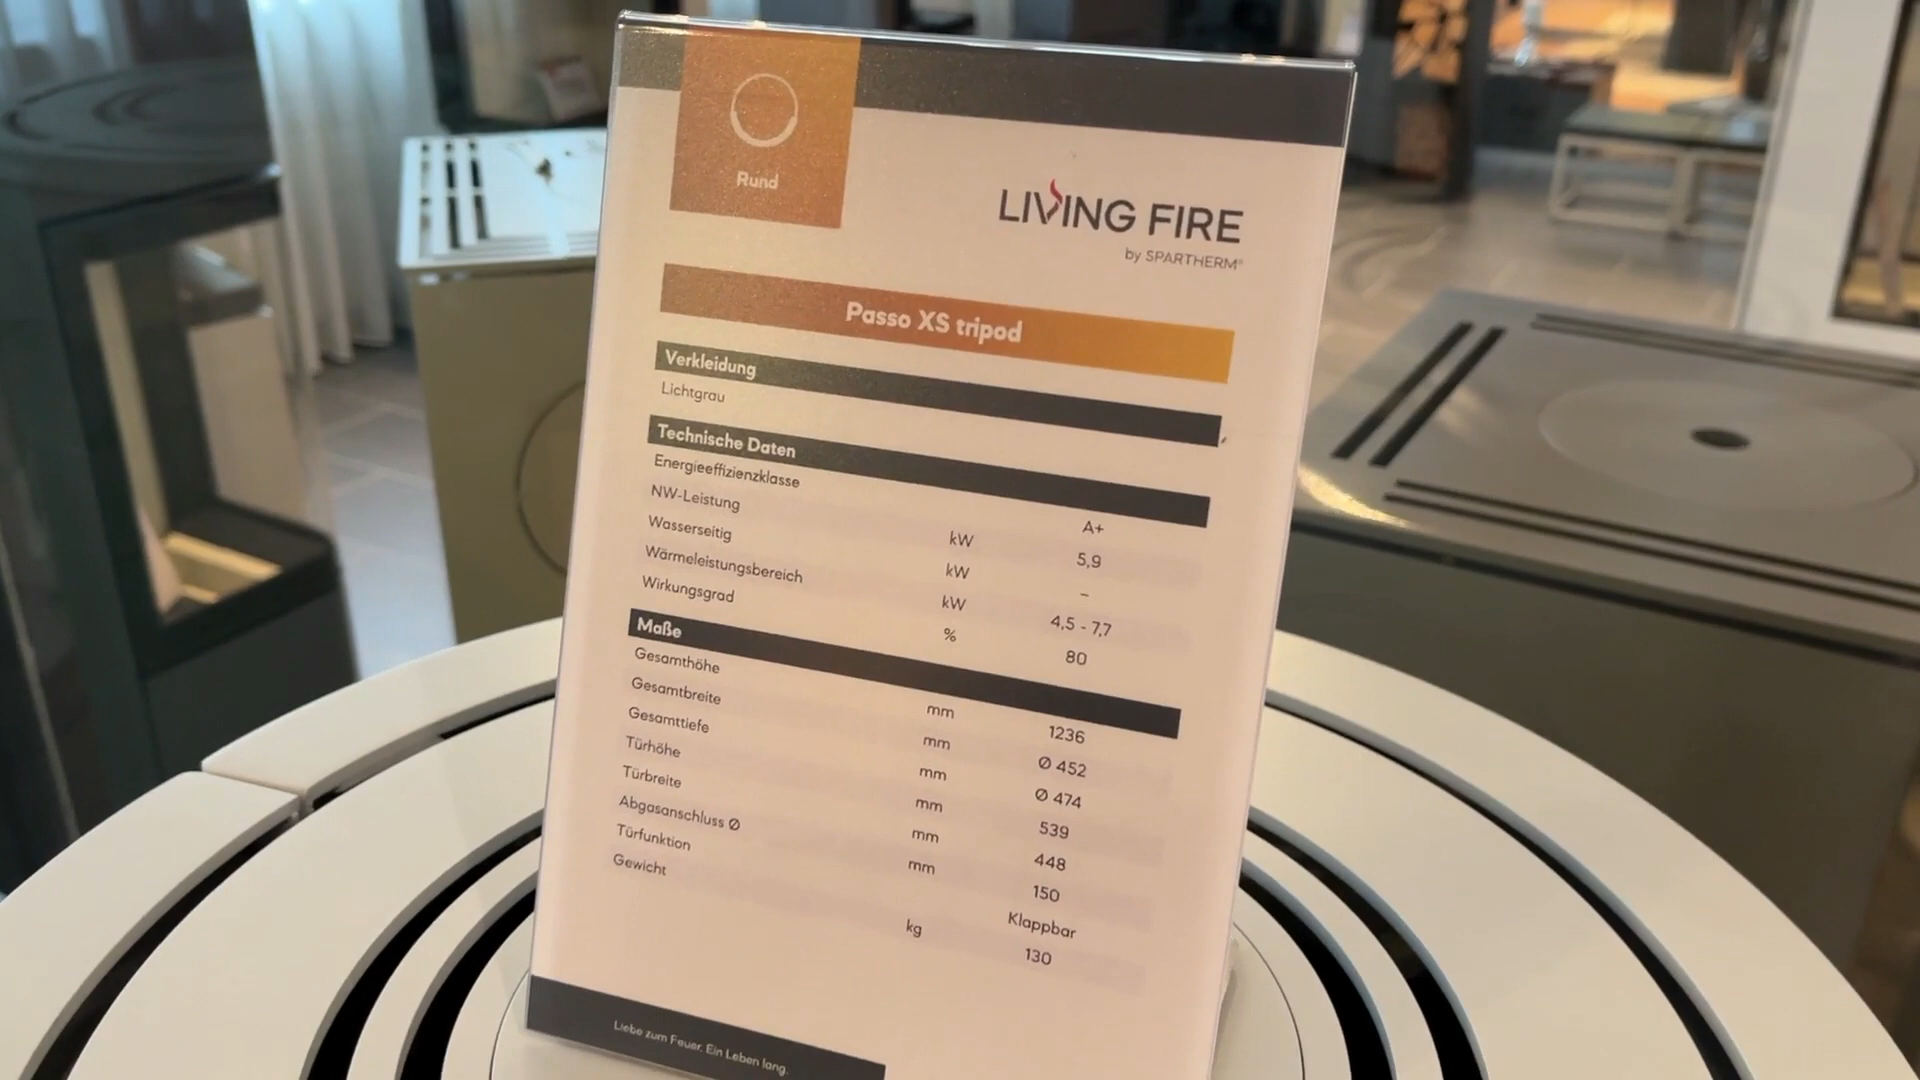 Rund
LIVING FIRE
by SPARTHERM®
Passo XS tripod
Verkleidung
Lichtgrau
Technische Daten
Energieeffizienzklasse A+
NW-Leistung kW 5,9
Wasserseitig kW –
Wärmeleistungsbereich kW 4,5 - 7,7
Wirkungsgrad % 80
Maße
Gesamthöhe mm 1236
Gesamtbreite mm Ø 452
Gesamttiefe mm Ø 474
Türhöhe mm 539
Türbreite mm 448
Abgasanschluss Ø mm 150
Türfunktion Klappbar
Gewicht kg 130
Liebe zum Feuer. Ein Leben lang.